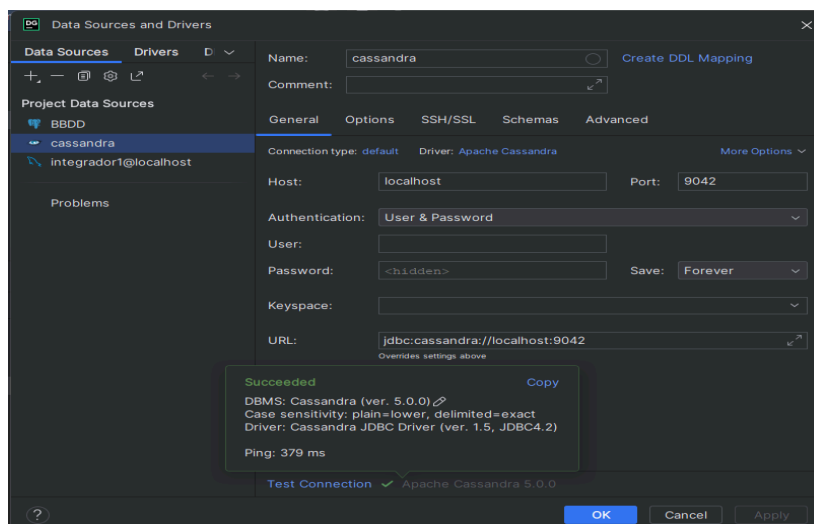 DG Data Sources and Drivers
Data Sources Drivers
Project Data Sources
BBDD
cassandra
integrador1@localhost
Problems
Name: cassandra Create DDL Mapping
Comment:
General Options SSH/SSL Schemas Advanced
Connection type: default Driver: Apache Cassandra More Options
Host: localhost Port: 9042
Authentication: User & Password
User:
Password: <hidden> Save: Forever
Keyspace:
URL: jdbc:cassandra://localhost:9042
Overrides settings above
Succeeded Copy
DBMS: Cassandra (ver. 5.0.0)
Case sensitivity: plain=lower, delimited=exact
Driver: Cassandra JDBC Driver (ver. 1.5, JDBC4.2)
Ping: 379 ms
Test Connection Apache Cassandra 5.0.0
? OK Cancel Apply